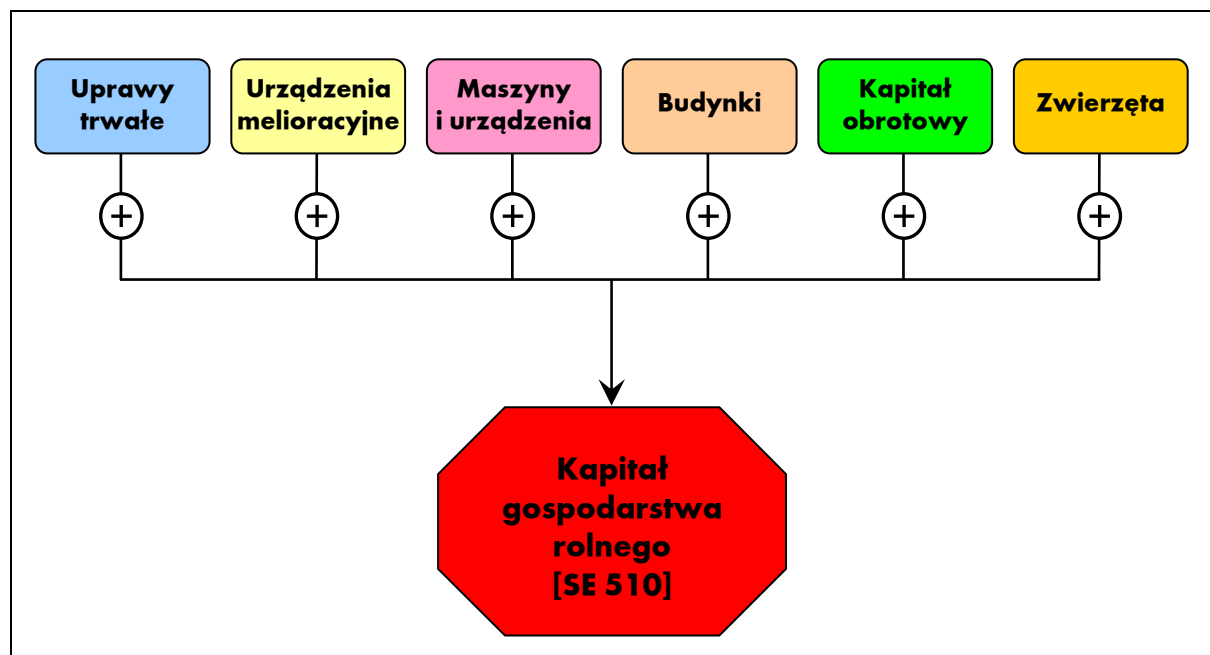 Uprawy
trwałe
Urządzenia
melioracyjne
Maszyny
i urządzenia
Budynki
Kapitał
obrotowy
Zwierzęta
+ + + + + +
Kapitał
gospodarstwa
rolnego
[SE 510]